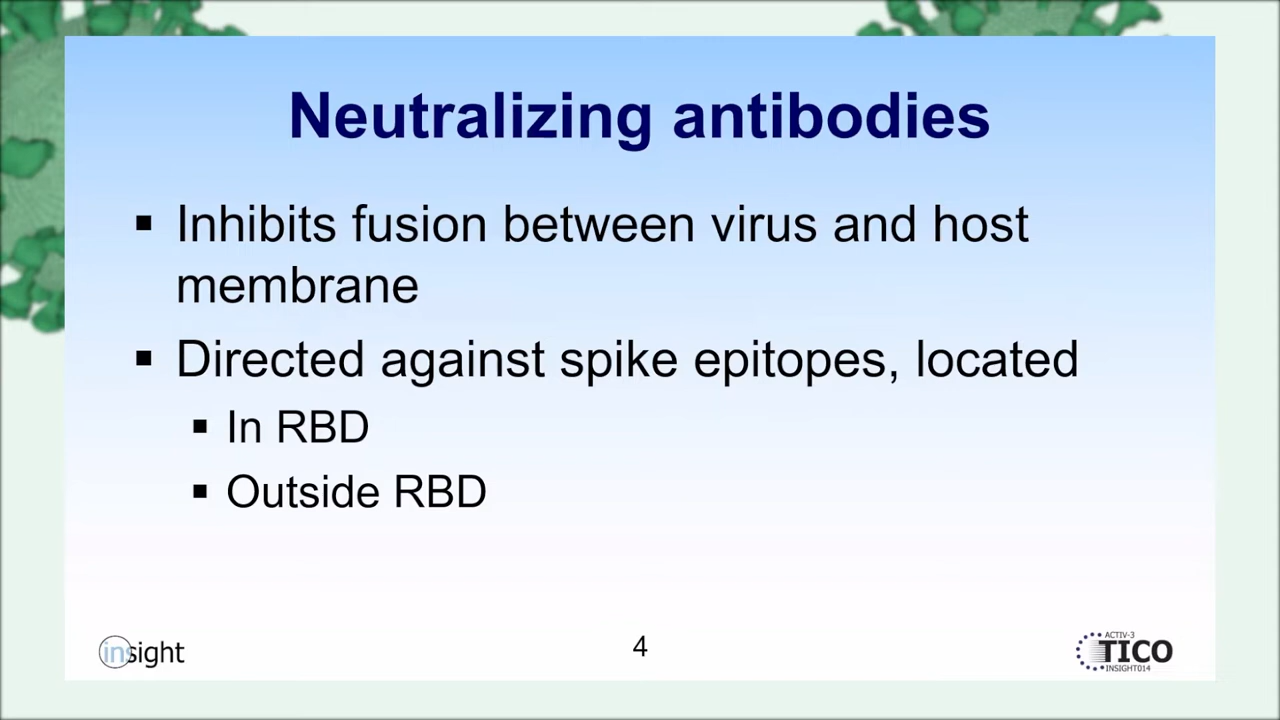 Neutralizing antibodies
▪ Inhibits fusion between virus and host
membrane
▪ Directed against spike epitopes, located
▪ In RBD
▪ Outside RBD
insight
4
ACTIV-3
TICO
INSIGHT014